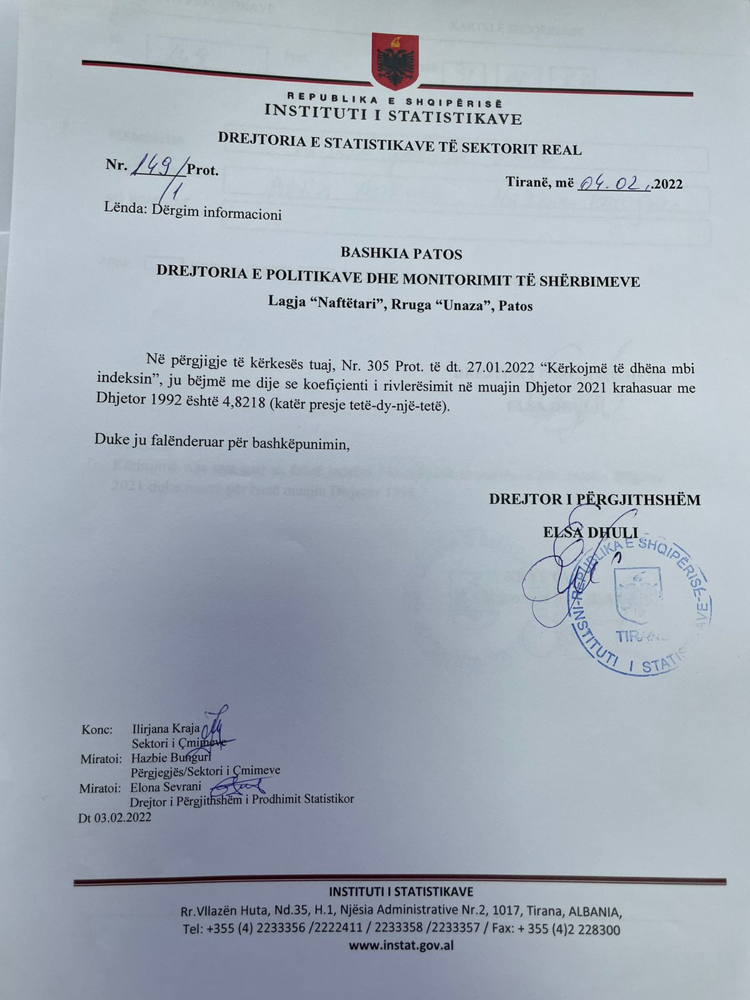 REPUBLIKA E SHQIPËRISË
INSTITUTI I STATISTIKAVE
DREJTORIA E STATISTIKAVE TË SEKTORIT REAL
Nr. 149/1 Prot.
Tiranë, më 04.02..2022
Lënda: Dërgim informacioni
BASHKIA PATOS
DREJTORIA E POLITIKAVE DHE MONITORIMIT TË SHËRBIMEVE
Lagja “Naftëtari”, Rruga “Unaza”, Patos
Në përgjigje të kërkesës tuaj, Nr. 305 Prot. të dt. 27.01.2022 “Kërkojmë të dhëna mbi
indeksin”, ju bëjmë me dije se koefiçienti i rivlerësimit në muajin Dhjetor 2021 krahasuar me
Dhjetor 1992 është 4,8218 (katër presje tetë-dy-një-tetë).
Duke ju falënderuar për bashkëpunimin,
DREJTOR I PËRGJITHSHËM
ELSA DHULI
REPUBLIKA E SHQIPËRISË
INSTITUTI I
TIRANË
Konc: Ilirjana Kraja
Sektori i Çmimeve
Miratoi: Hazbie Bunguri
Përgjegjës/Sektori i Çmimeve
Miratoi: Elona Sevrani
Drejtor i Përgjithshëm i Prodhimit Statistikor
Dt 03.02.2022
INSTITUTI I STATISTIKAVE
Rr.Vllazën Huta, Nd.35, H.1, Njësia Administrative Nr.2, 1017, Tirana, ALBANIA,
Tel: +355 (4) 2233356 /2222411 / 2233358 /2233357 / Fax: + 355 (4)2 228300
www.instat.gov.al